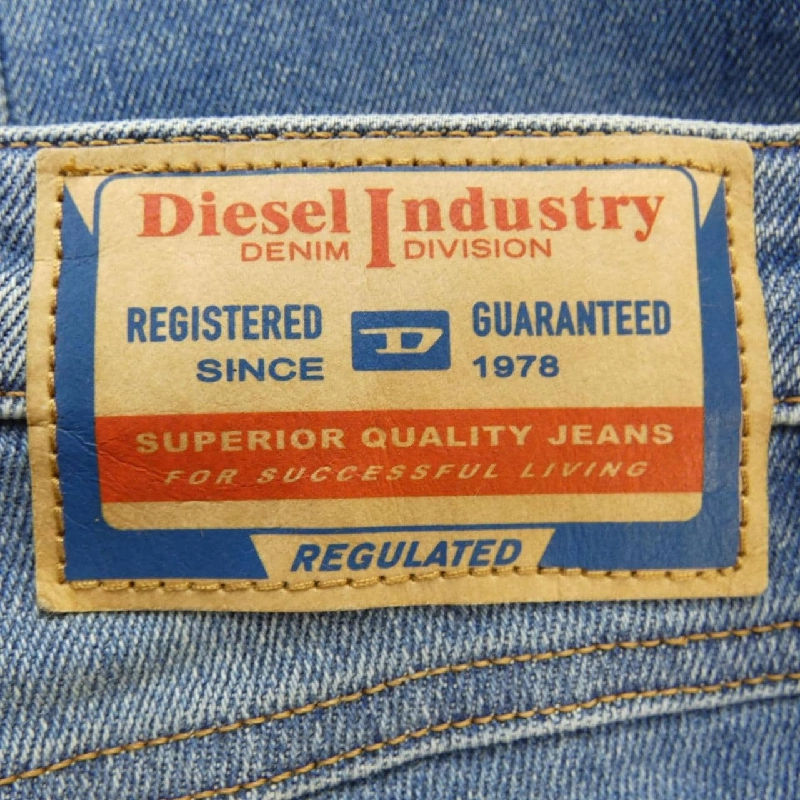 Diesel Industry
DENIM DIVISION
REGISTERED D GUARANTEED
SINCE 1978
SUPERIOR QUALITY JEANS
FOR SUCCESSFUL LIVING
REGULATED